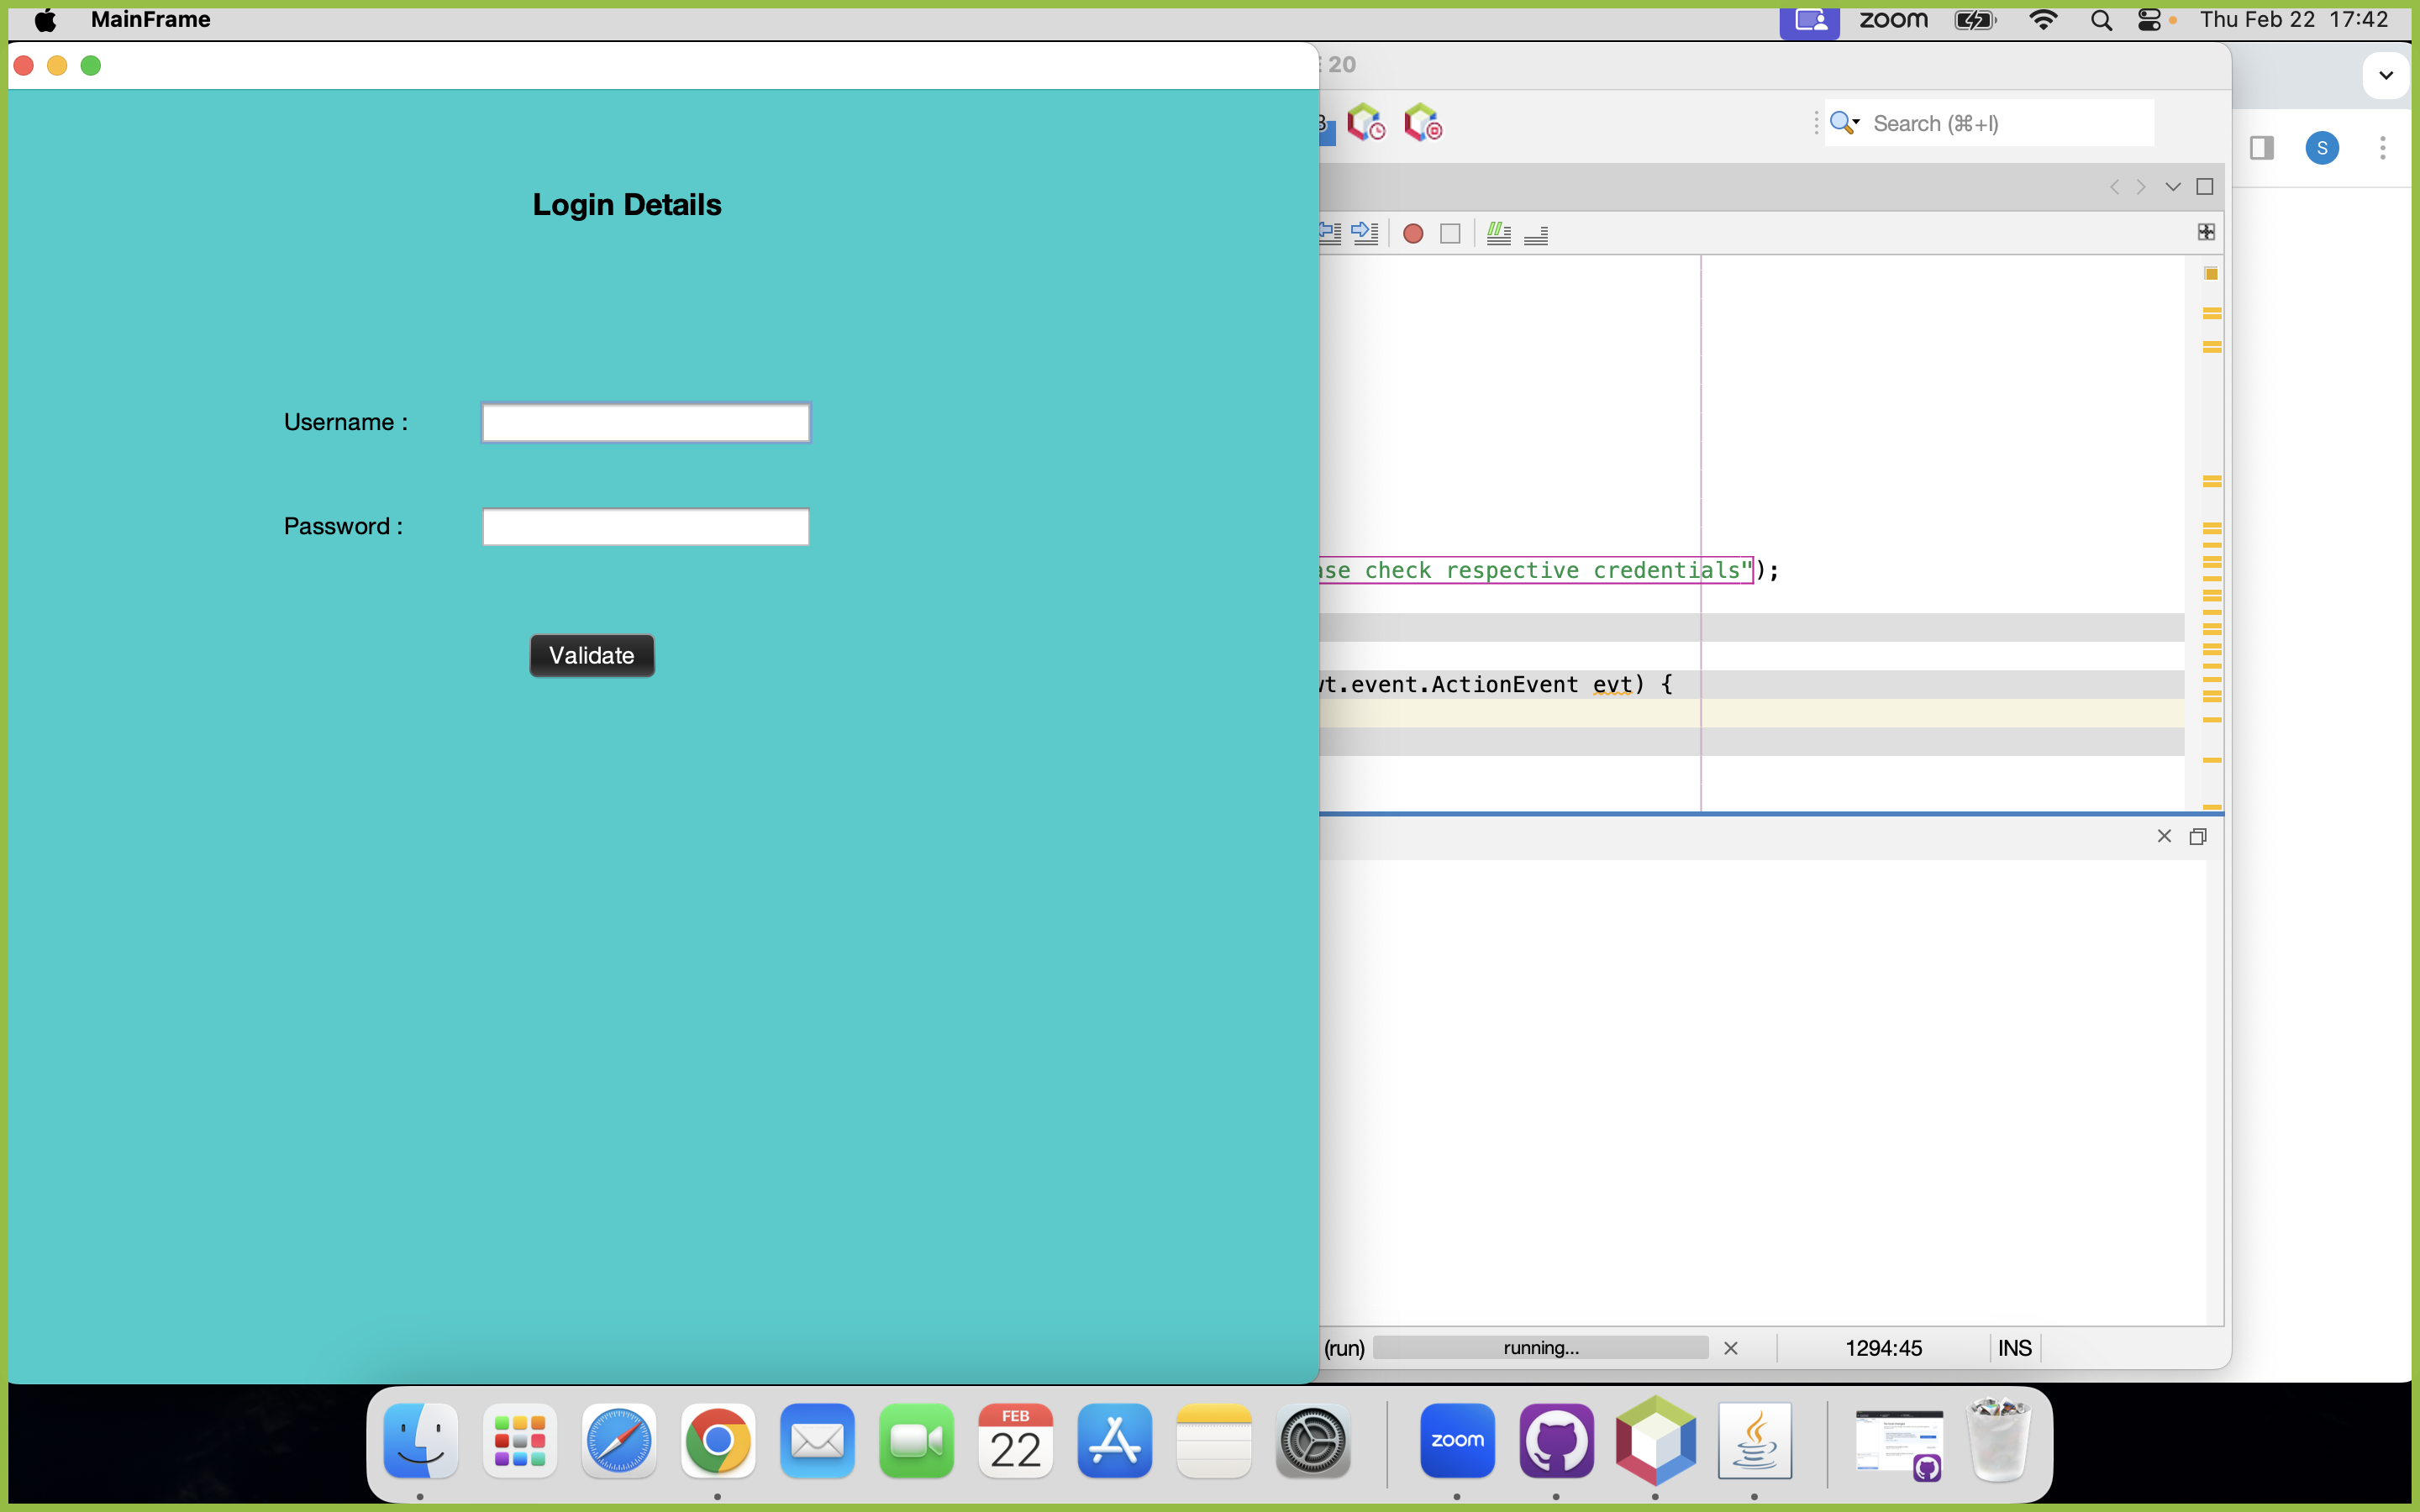 MainFrame
zoom
Thu Feb 22 17:42
20
Search (⌘+I)
S
Login Details
Username :
Password :
Validate
ase check respective credentials");
t.event.ActionEvent evt) {
(run)
running...
1294:45
INS
FEB
22
zoom